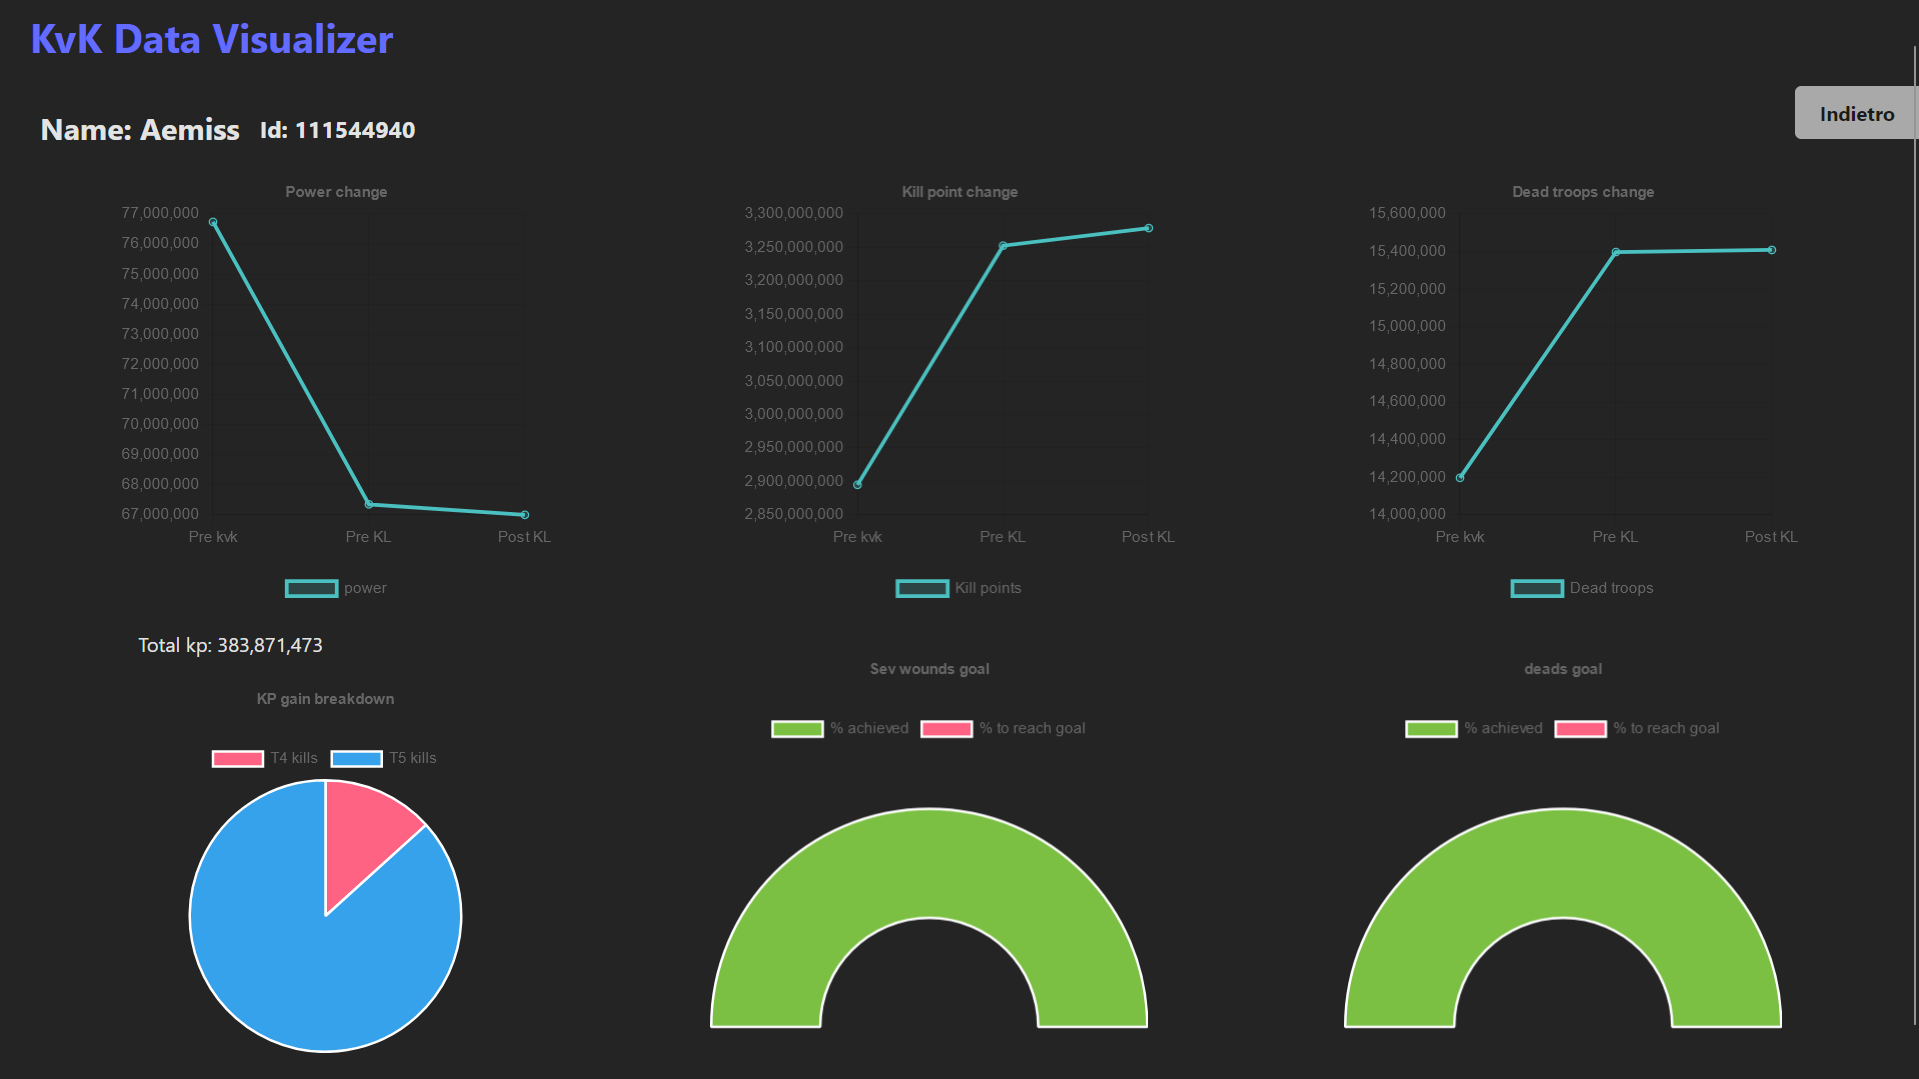 KvK Data Visualizer
Name: Aemiss Id: 111544940
Indietro
Power change
77,000,000
76,000,000
75,000,000
74,000,000
73,000,000
72,000,000
71,000,000
70,000,000
69,000,000
68,000,000
67,000,000
Pre kvk Pre KL Post KL
power
Kill point change
3,300,000,000
3,250,000,000
3,200,000,000
3,150,000,000
3,100,000,000
3,050,000,000
3,000,000,000
2,950,000,000
2,900,000,000
2,850,000,000
Pre kvk Pre KL Post KL
Kill points
Dead troops change
15,600,000
15,400,000
15,200,000
15,000,000
14,800,000
14,600,000
14,400,000
14,200,000
14,000,000
Pre kvk Pre KL Post KL
Dead troops
Total kp: 383,871,473
KP gain breakdown
T4 kills T5 kills
Sev wounds goal
% achieved % to reach goal
deads goal
% achieved % to reach goal